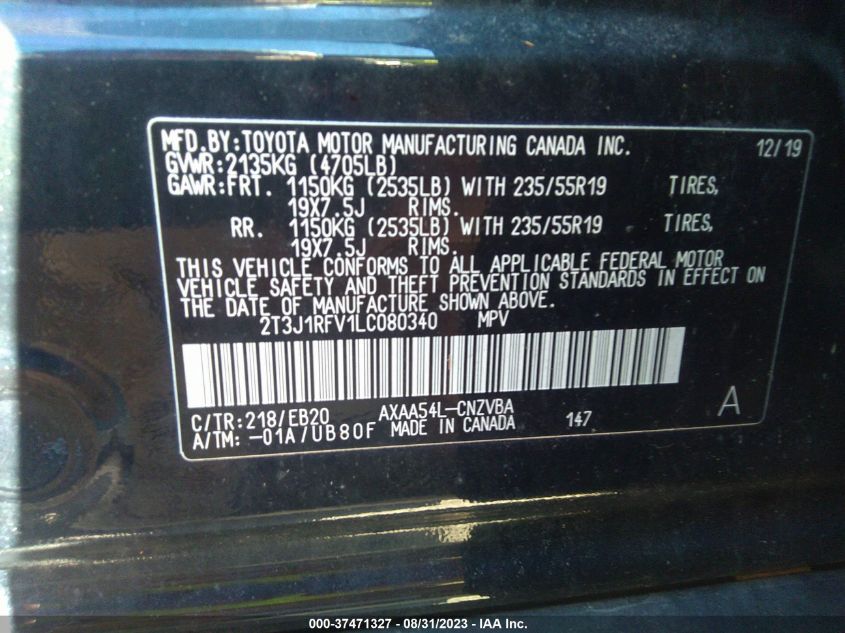 MFD.BY:TOYOTA MOTOR MANUFACTURING CANADA INC. 12/19
GVWR:2135KG (4705LB)
GAWR:FRT. 1150KG (2535LB) WITH 235/55R19 TIRES,
19X7.5J RIMS.
RR. 1150KG (2535LB) WITH 235/55R19 TIRES,
19X7.5J RIMS.
THIS VEHICLE CONFORMS TO ALL APPLICABLE FEDERAL MOTOR
VEHICLE SAFETY AND THEFT PREVENTION STANDARDS IN EFFECT ON
THE DATE OF MANUFACTURE SHOWN ABOVE.
2T3J1RFV1LC080340 MPV
C/TR:218/EB20 AXAA54L-CNZVBA A
A/TM: -01A/UB80F MADE IN CANADA 147
000-37471327 - 08/31/2023 - IAA Inc.